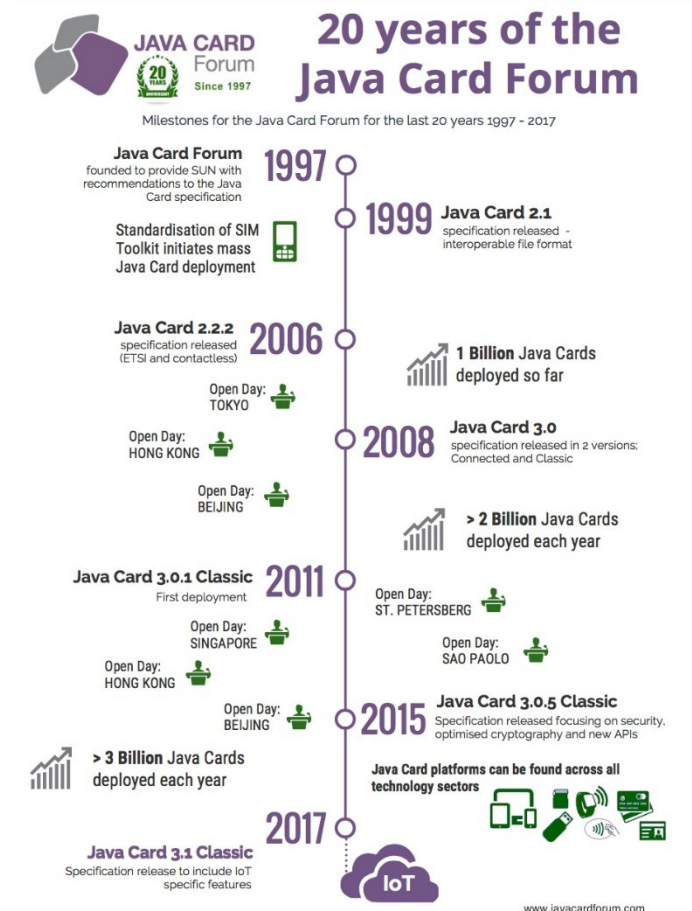 JAVA CARD
Forum
20
YEARS
ANNIVERSARY
Since 1997
20 years of the
Java Card Forum
Milestones for the Java Card Forum for the last 20 years 1997 - 2017
Java Card Forum
founded to provide SUN with
recommendations to the Java
Card specification
1997
1999
Java Card 2.1
specification released -
interoperable file format
Standardisation of SIM
Toolkit initiates mass
Java Card deployment
Java Card 2.2.2
specification released
(ETSI and contactless)
2006
1 Billion Java Cards
deployed so far
Open Day:
TOKYO
Open Day:
HONG KONG
2008
Java Card 3.0
specification released in 2 versions;
Connected and Classic
Open Day:
BEIJING
> 2 Billion Java Cards
deployed each year
Java Card 3.0.1 Classic
First deployment
2011
Open Day:
ST. PETERSBERG
Open Day:
SINGAPORE
Open Day:
SAO PAOLO
Open Day:
HONG KONG
Open Day:
BEIJING
2015
Java Card 3.0.5 Classic
Specification released focusing on security,
optimised cryptography and new APIs
> 3 Billion Java Cards
deployed each year
Java Card platforms can be found across all
technology sectors
2017
Java Card 3.1 Classic
Specification release to include IoT
specific features
IoT
www.javacardforum.com